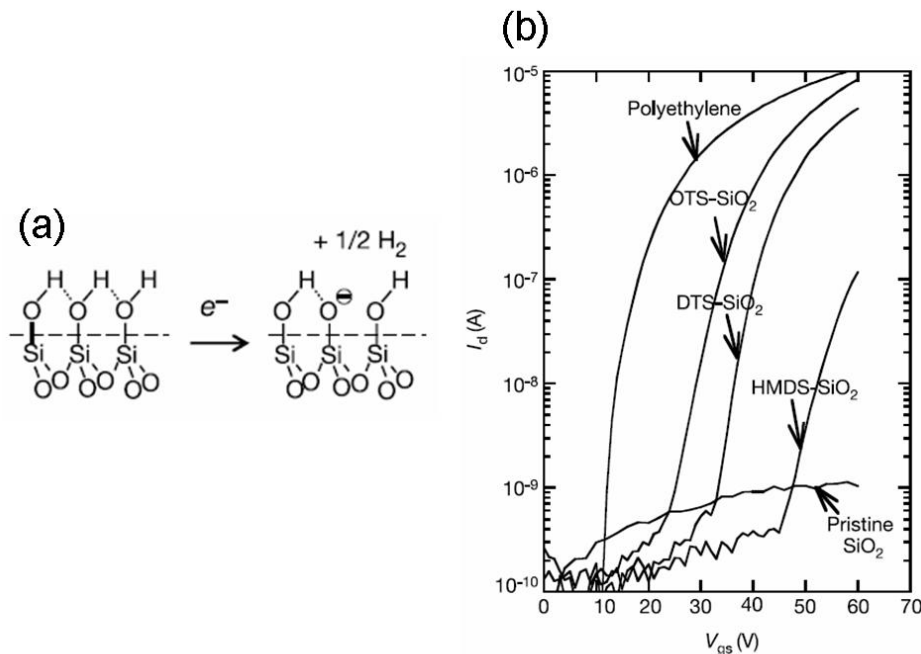 (a)
+ 1/2 H₂
H H H H H
O O O O O⊖ O
e⁻
Si Si Si Si Si Si
O O O O O O O O
O O O O
(b)
10⁻⁵
10⁻⁶
10⁻⁷
10⁻⁸
10⁻⁹
10⁻¹⁰
I_d (A)
Polyethylene
OTS–SiO₂
DTS–SiO₂
HMDS–SiO₂
Pristine
SiO₂
0 10 20 30 40 50 60 70
V_gs (V)